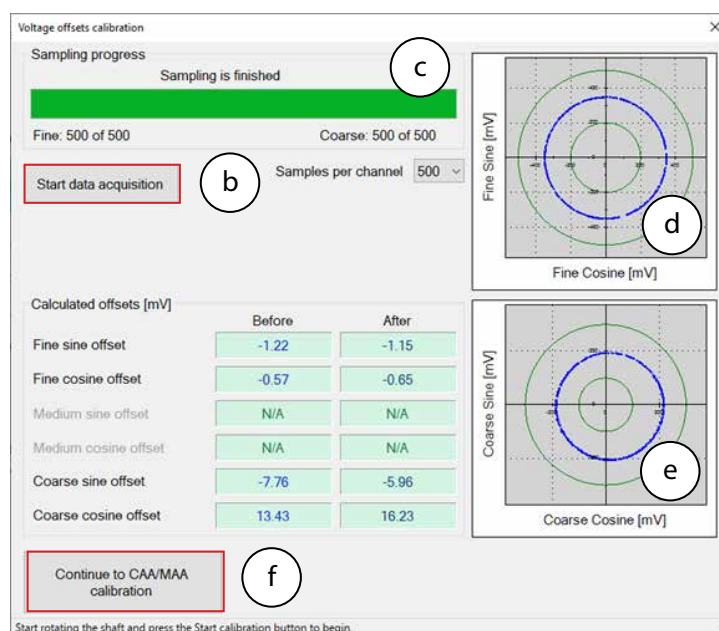 Voltage offsets calibration ×
Sampling progress
Sampling is finished
c
Fine: 500 of 500 Coarse: 500 of 500
Start data acquisition
b
Samples per channel 500
Fine Sine [mV]
d
Fine Cosine [mV]
Calculated offsets [mV]
Before After
Fine sine offset -1.22 -1.15
Fine cosine offset -0.57 -0.65
Medium sine offset N/A N/A
Medium cosine offset N/A N/A
Coarse sine offset -7.76 -5.96
Coarse cosine offset 13.43 16.23
Coarse Sine [mV]
e
Coarse Cosine [mV]
Continue to CAA/MAA
calibration
f
Start rotating the shaft and press the Start calibration button to begin.